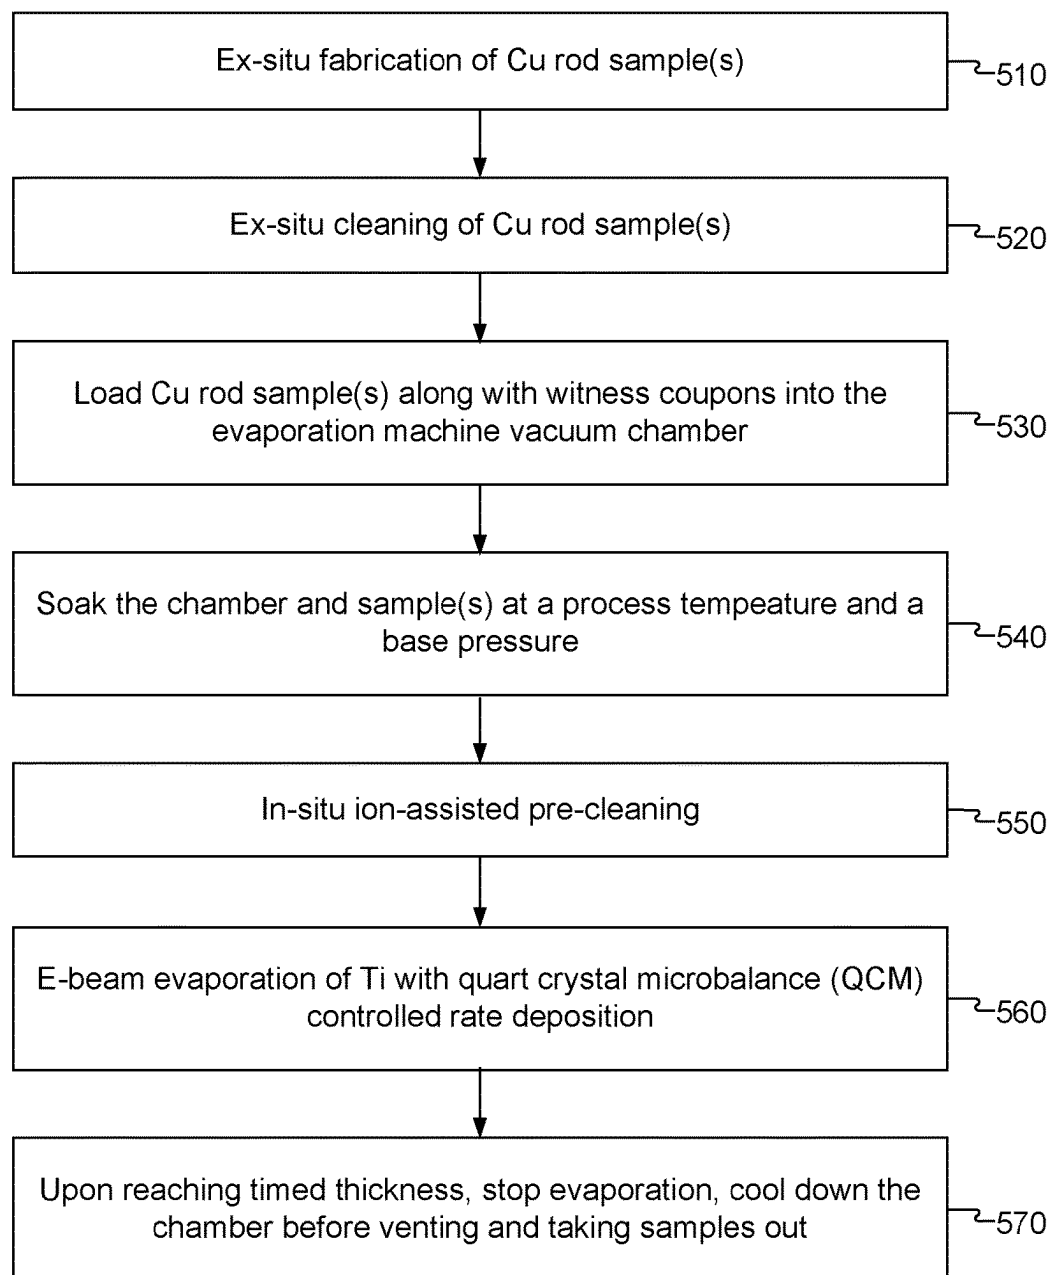 Ex-situ fabrication of Cu rod sample(s)
510
Ex-situ cleaning of Cu rod sample(s)
520
Load Cu rod sample(s) along with witness coupons into the
evaporation machine vacuum chamber
530
Soak the chamber and sample(s) at a process tempeature and a
base pressure
540
In-situ ion-assisted pre-cleaning
550
E-beam evaporation of Ti with quart crystal microbalance (QCM)
controlled rate deposition
560
Upon reaching timed thickness, stop evaporation, cool down the
chamber before venting and taking samples out
570